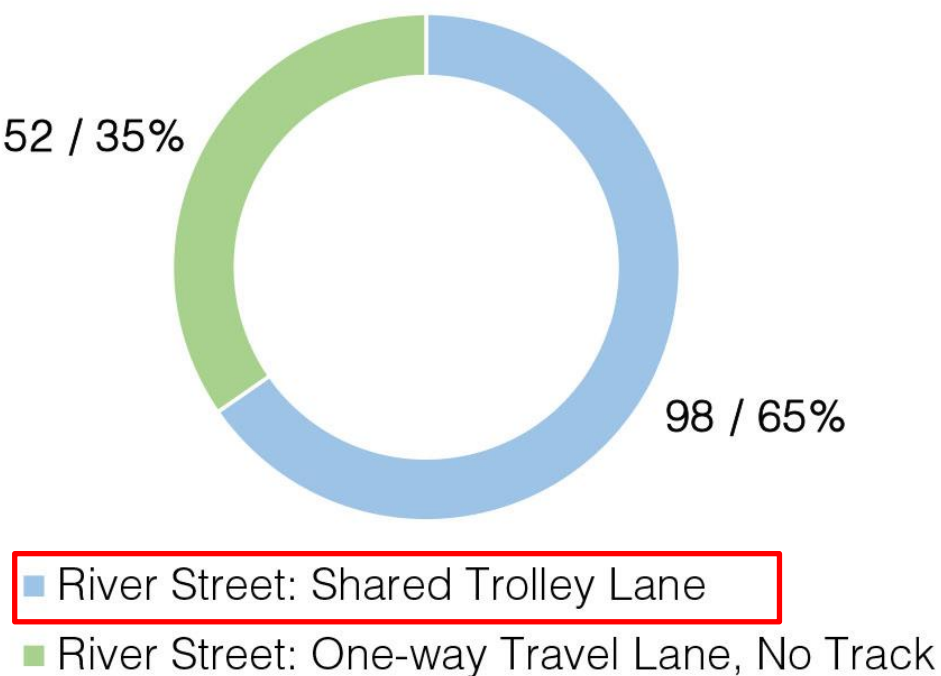 52 / 35%
98 / 65%
River Street: Shared Trolley Lane
River Street: One-way Travel Lane, No Track